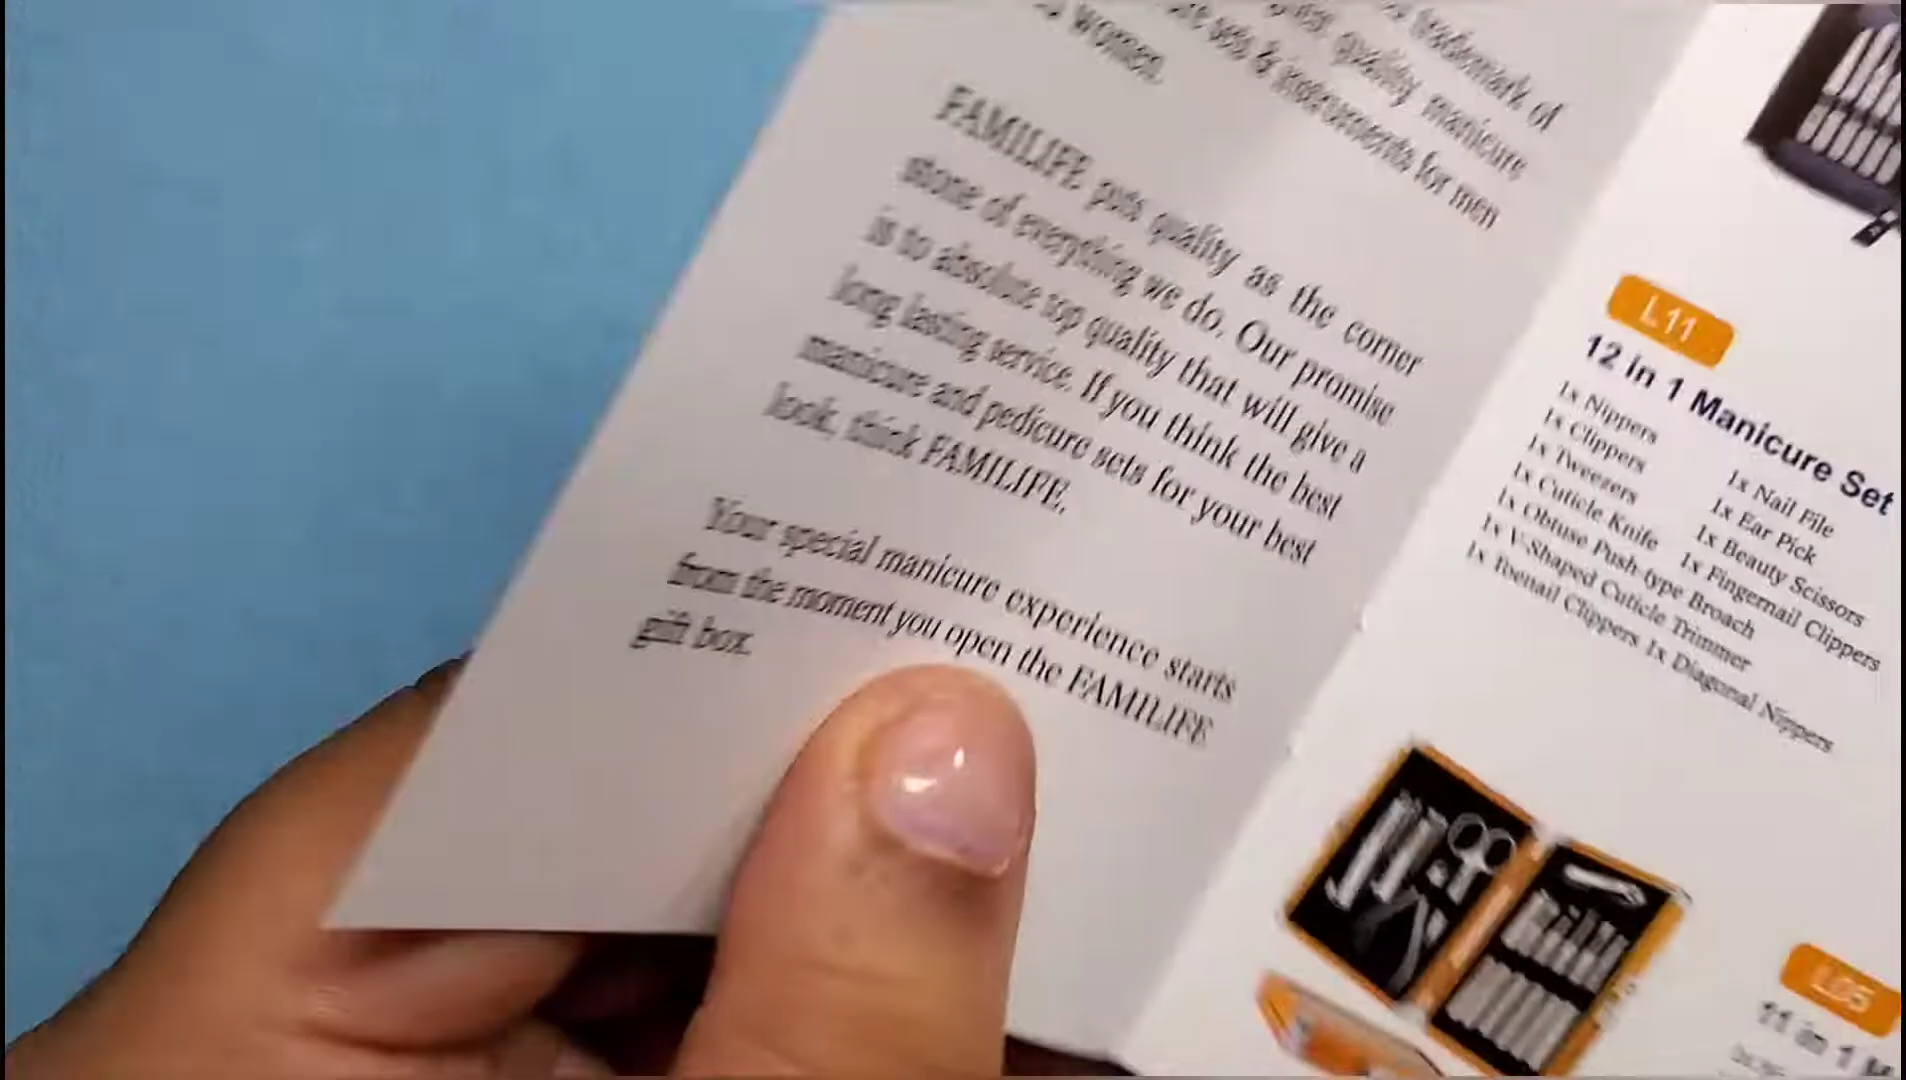 trademark of
quality manicure
sets & instruments for men
women.
FAMILIFE puts quality as the corner
stone of everything we do. Our promise
is to absolute top quality that will give a
long lasting service. If you think the best
manicure and pedicure sets for your best
look, think FAMILIFE.
Your special manicure experience starts
from the moment you open the FAMILIFE
gift box.
L11
12 in 1 Manicure Set
1x Nippers
1x Clippers
1x Tweezers
1x Cuticle Knife
1x Obtuse Push-type Broach
1x V-Shaped Cuticle Trimmer
1x Toenail Clippers 1x Diagonal Nippers
1x Nail File
1x Ear Pick
1x Beauty Scissors
1x Fingernail Clippers
L05
11 in 1